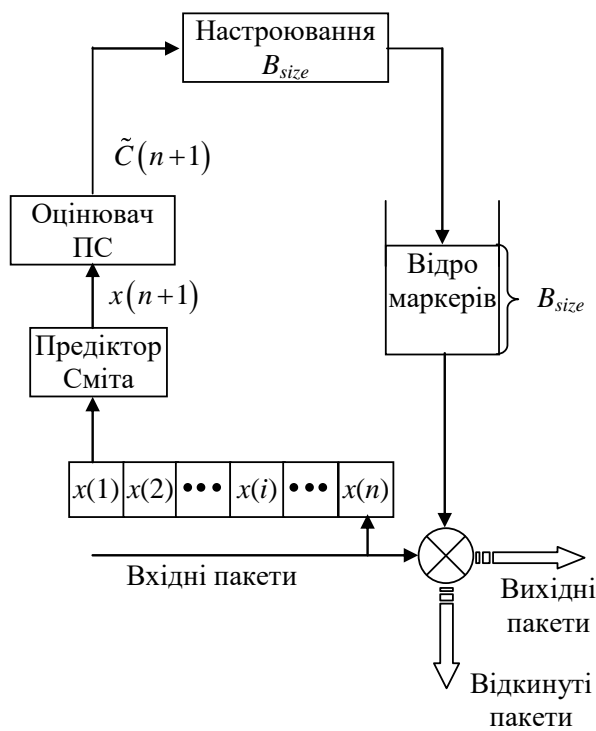 Настроювання
B_size
C̃(n+1)
Оцінювач
ПС
x(n+1)
Предіктор
Сміта
Відро
маркерів
B_size
x(1) x(2) ••• x(i) ••• x(n)
Вхідні пакети
Вихідні
пакети
Відкинуті
пакети